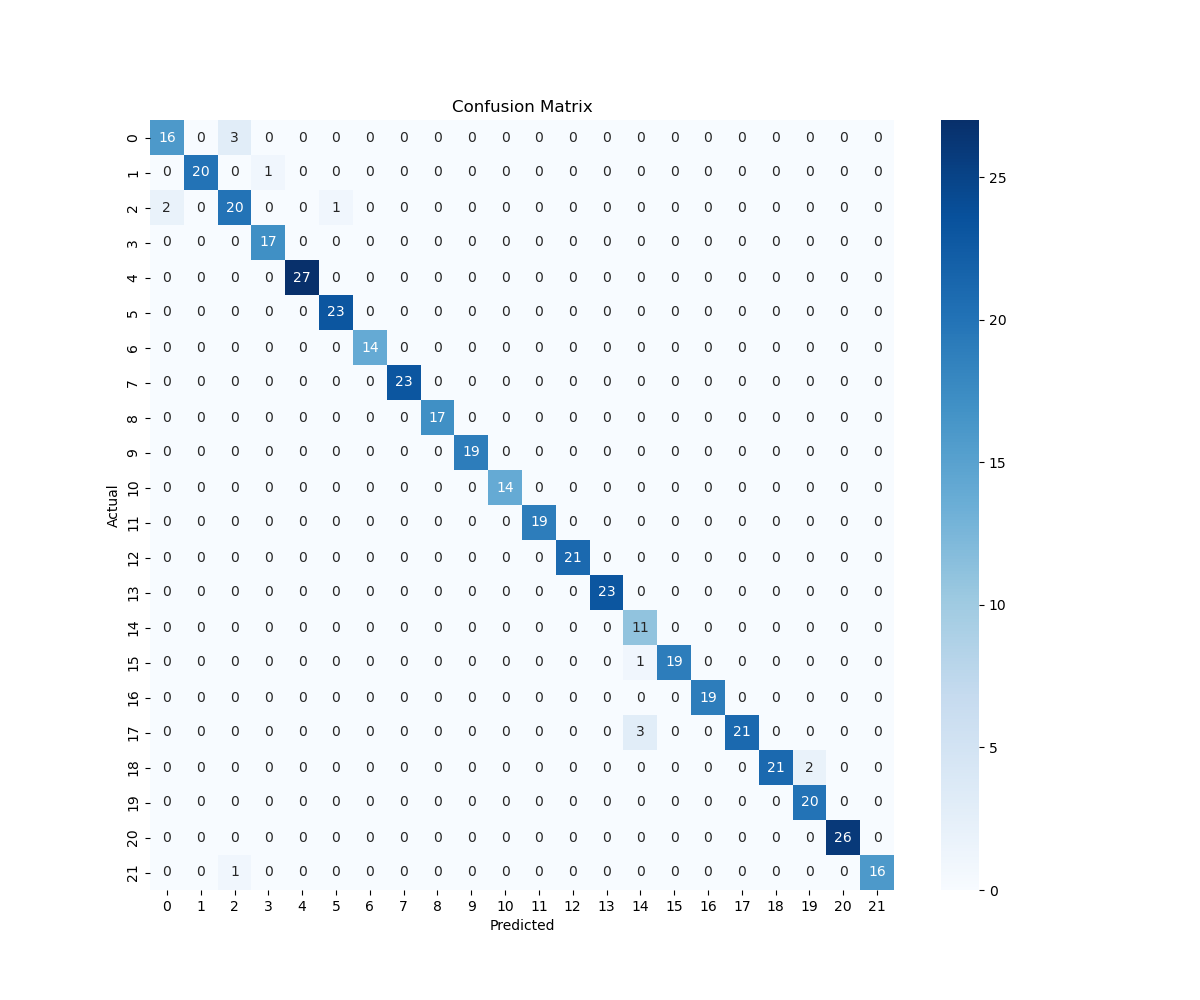 Confusion Matrix
0 16 0 3 0 0 0 0 0 0 0 0 0 0 0 0 0 0 0 0 0 0 0
1 0 20 0 1 0 0 0 0 0 0 0 0 0 0 0 0 0 0 0 0 0 0
2 2 0 20 0 0 1 0 0 0 0 0 0 0 0 0 0 0 0 0 0 0 0
3 0 0 0 17 0 0 0 0 0 0 0 0 0 0 0 0 0 0 0 0 0 0
4 0 0 0 0 27 0 0 0 0 0 0 0 0 0 0 0 0 0 0 0 0 0
5 0 0 0 0 0 23 0 0 0 0 0 0 0 0 0 0 0 0 0 0 0 0
6 0 0 0 0 0 0 14 0 0 0 0 0 0 0 0 0 0 0 0 0 0 0
7 0 0 0 0 0 0 0 23 0 0 0 0 0 0 0 0 0 0 0 0 0 0
8 0 0 0 0 0 0 0 0 17 0 0 0 0 0 0 0 0 0 0 0 0 0
9 0 0 0 0 0 0 0 0 0 19 0 0 0 0 0 0 0 0 0 0 0 0
10 0 0 0 0 0 0 0 0 0 0 14 0 0 0 0 0 0 0 0 0 0 0
11 0 0 0 0 0 0 0 0 0 0 0 19 0 0 0 0 0 0 0 0 0 0
12 0 0 0 0 0 0 0 0 0 0 0 0 21 0 0 0 0 0 0 0 0 0
13 0 0 0 0 0 0 0 0 0 0 0 0 0 23 0 0 0 0 0 0 0 0
14 0 0 0 0 0 0 0 0 0 0 0 0 0 0 11 0 0 0 0 0 0 0
15 0 0 0 0 0 0 0 0 0 0 0 0 0 0 1 19 0 0 0 0 0 0
16 0 0 0 0 0 0 0 0 0 0 0 0 0 0 0 0 19 0 0 0 0 0
17 0 0 0 0 0 0 0 0 0 0 0 0 0 0 3 0 0 21 0 0 0 0
18 0 0 0 0 0 0 0 0 0 0 0 0 0 0 0 0 0 0 21 2 0 0
19 0 0 0 0 0 0 0 0 0 0 0 0 0 0 0 0 0 0 0 20 0 0
20 0 0 0 0 0 0 0 0 0 0 0 0 0 0 0 0 0 0 0 0 26 0
21 0 0 1 0 0 0 0 0 0 0 0 0 0 0 0 0 0 0 0 0 0 16
0 1 2 3 4 5 6 7 8 9 10 11 12 13 14 15 16 17 18 19 20 21
Predicted
Actual
25
20
15
10
5
0